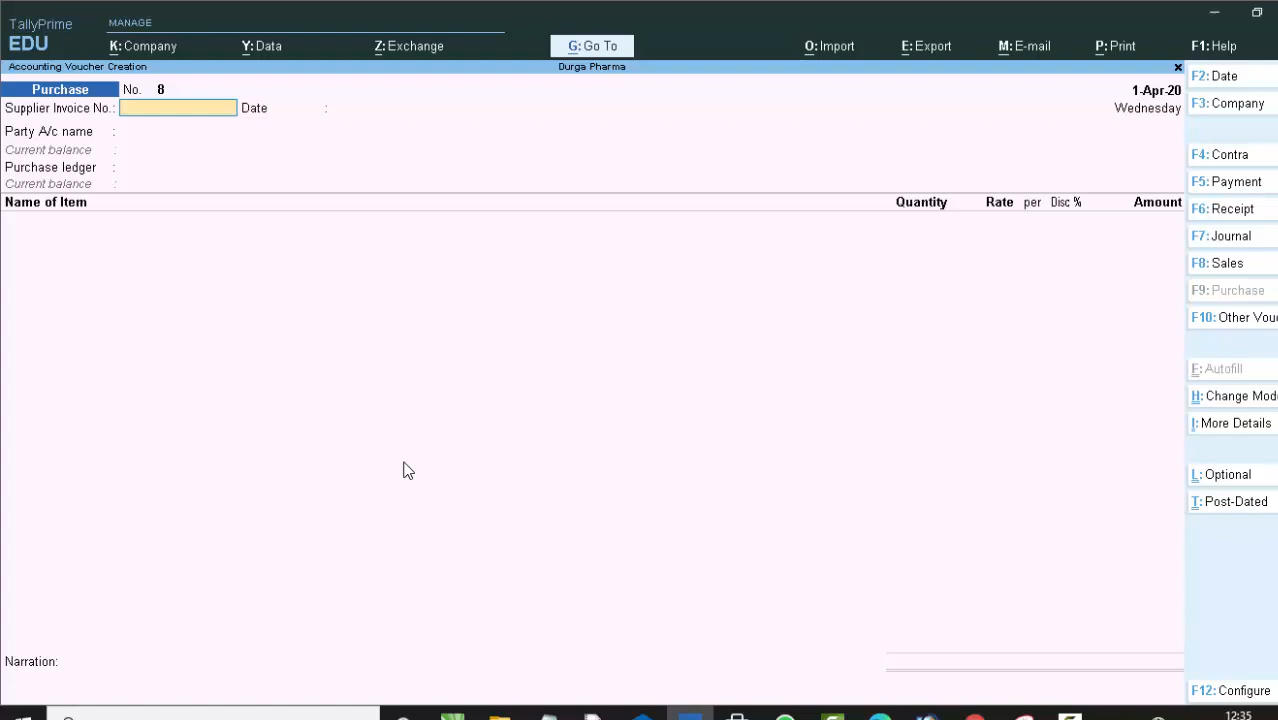 TallyPrime
EDU
MANAGE
K: Company Y: Data Z: Exchange G: Go To O: Import E: Export M: E-mail P: Print F1: Help
Accounting Voucher Creation Durga Pharma x
Purchase No. 8 1-Apr-20
Supplier Invoice No.: Date : Wednesday
Party A/c name :
Current balance :
Purchase ledger :
Current balance :
Name of Item Quantity Rate per Disc % Amount
Narration:
F2: Date
F3: Company
F4: Contra
F5: Payment
F6: Receipt
F7: Journal
F8: Sales
F9: Purchase
F10: Other Vou
E: Autofill
H: Change Mod
I: More Details
L: Optional
T: Post-Dated
F12: Configure
12:35